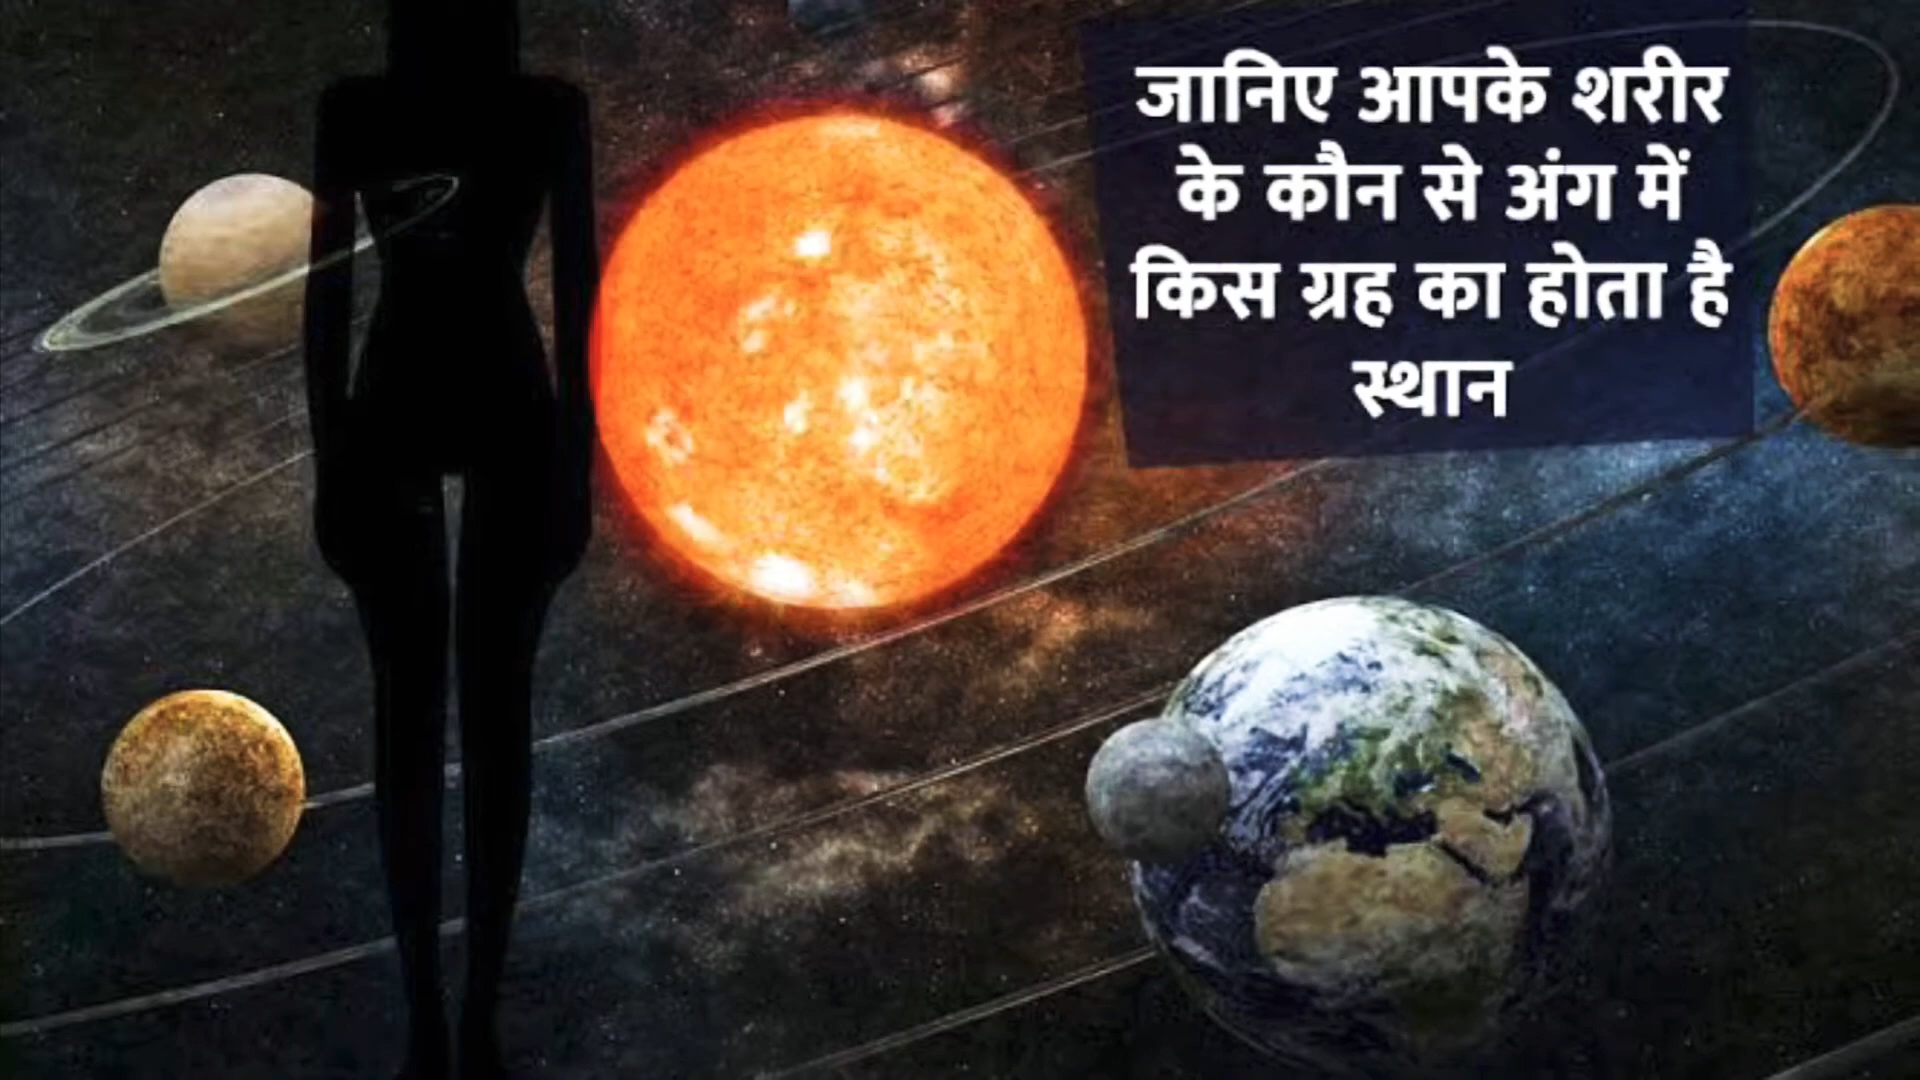 जानिए आपके शरीर
के कौन से अंग में
किस ग्रह का होता है
स्थान